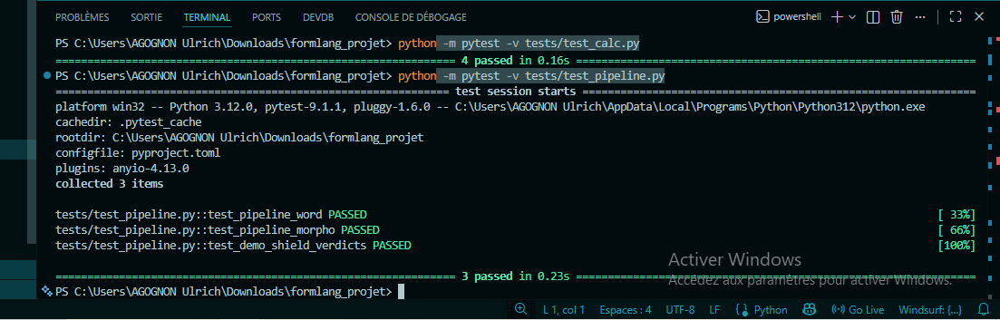 PROBLÈMES SORTIE TERMINAL PORTS DEVDB CONSOLE DE DÉBOGAGE powershell
PS C:\Users\AGOGNON Ulrich\Downloads\formlang_projet> python -m pytest -v tests/test_calc.py
4 passed in 0.16s
PS C:\Users\AGOGNON Ulrich\Downloads\formlang_projet> python -m pytest -v tests/test_pipeline.py
test session starts
platform win32 -- Python 3.12.0, pytest-9.1.1, pluggy-1.6.0 -- C:\Users\AGOGNON Ulrich\AppData\Local\Programs\Python\Python312\python.exe
cachedir: .pytest_cache
rootdir: C:\Users\AGOGNON Ulrich\Downloads\formlang_projet
configfile: pyproject.toml
plugins: anyio-4.13.0
collected 3 items
tests/test_pipeline.py::test_pipeline_word PASSED [ 33%]
tests/test_pipeline.py::test_pipeline_morpho PASSED [ 66%]
tests/test_pipeline.py::test_demo_shield_verdicts PASSED [100%]
3 passed in 0.23s
PS C:\Users\AGOGNON Ulrich\Downloads\formlang_projet>
Activer Windows
Accédez aux paramètres pour activer Windows.
L 1, col 1 Espaces : 4 UTF-8 LF {} Python Go Live Windsurf: {...}